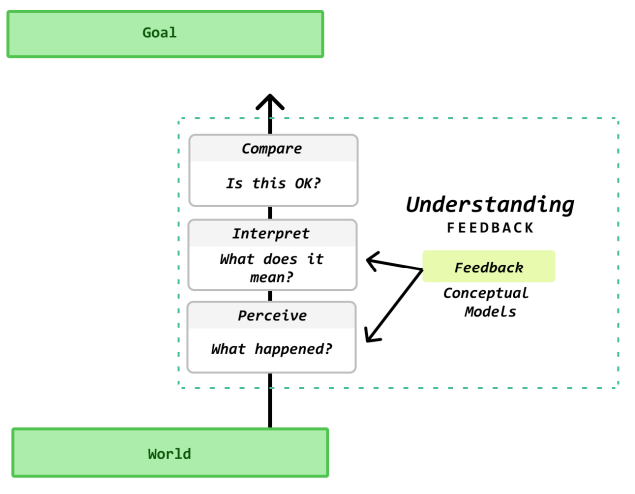 Goal
Compare
Is this OK?
Interpret
What does it
mean?
Perceive
What happened?
Understanding
FEEDBACK
Feedback
Conceptual
Models
World